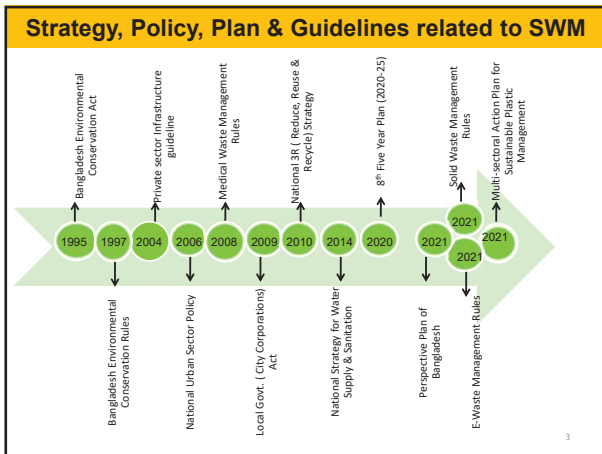 Strategy, Policy, Plan & Guidelines related to SWM
Bangladesh Environmental
Conservation Act
Private sector Infrastructure
guideline
Medical Waste Management
Rules
National 3R ( Reduce, Reuse &
Recycle) Strategy
8th Five Year Plan (2020-25)
Solid Waste Management
Rules
Multi-sectoral Action Plan for
Sustainable Plastic
Management
1995
1997
2004
2006
2008
2009
2010
2014
2020
2021
2021
2021
2021
Bangladesh Environmental
Conservation Rules
National Urban Sector Policy
Local Govt. ( City Corporations)
Act
National Strategy for Water
Supply & Sanitation
Perspective Plan of
Bangladesh
E-Waste Management Rules
3